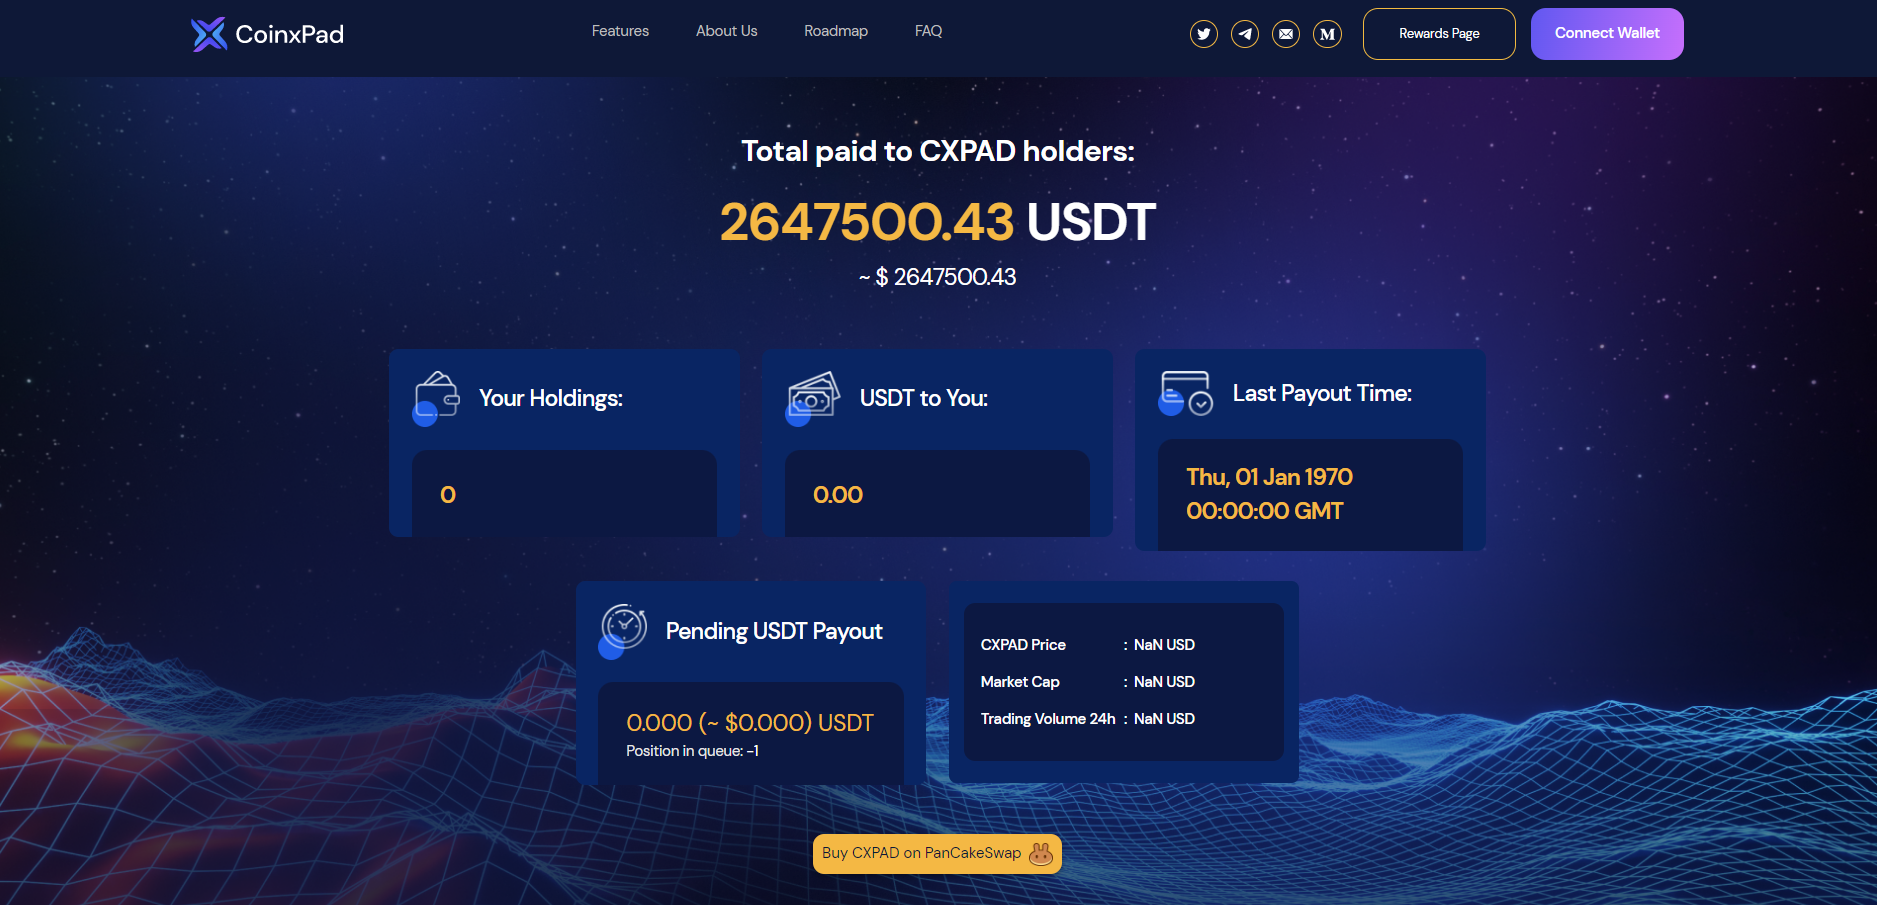 CoinxPad
Features
About Us
Roadmap
FAQ
M
Rewards Page
Connect Wallet
Total paid to CXPAD holders:
2647500.43 USDT
~ $ 2647500.43
Your Holdings:
0
USDT to You:
0.00
Last Payout Time:
Thu, 01 Jan 1970
00:00:00 GMT
Pending USDT Payout
0.000 (~ $0.000) USDT
Position in queue: -1
CXPAD Price : NaN USD
Market Cap : NaN USD
Trading Volume 24h : NaN USD
Buy CXPAD on PanCakeSwap